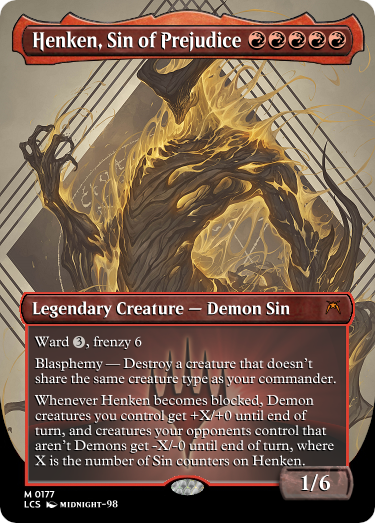 Henken, Sin of Prejudice
Legendary Creature — Demon Sin
Ward 3, frenzy 6
Blasphemy — Destroy a creature that doesn't
share the same creature type as your commander.
Whenever Henken becomes blocked, Demon
creatures you control get +X/+0 until end of
turn, and creatures your opponents control that
aren't Demons get -X/-0 until end of turn, where
X is the number of Sin counters on Henken.
1/6
M 0177
LCS MIDNIGHT-98